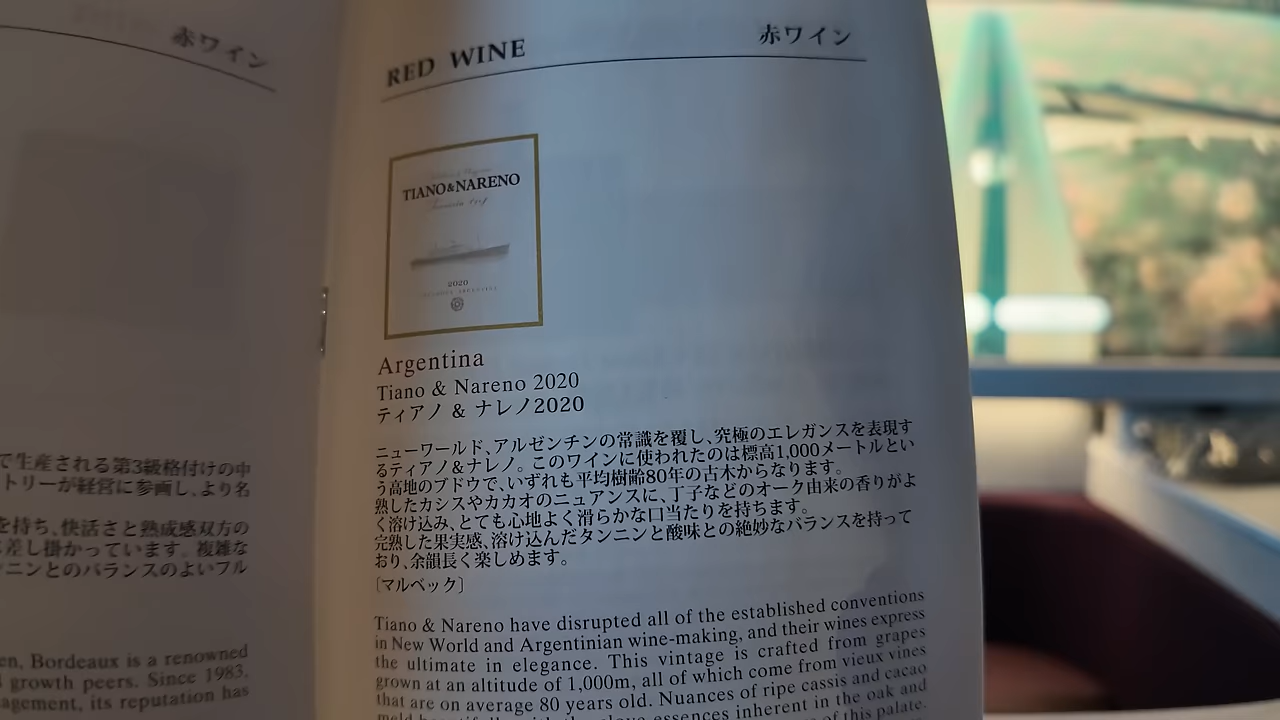 赤ワイン
で生産される第3級格付けの中
トリーが経営に参画し、より名
を持ち、快活さと熟成感双方の
差し掛かっています。複雑な
ンニンとのバランスのよいフル
en, Bordeaux is a renowned
growth peers. Since 1983,
agement, its reputation has
RED WINE
赤ワイン
TIANO&NARENO
2020
Argentina
Tiano & Nareno 2020
ティアノ & ナレノ2020
ニューワールド、アルゼンチンの常識を覆し、究極のエレガンスを表現す
るティアノ&ナレノ。このワインに使われたのは標高1,000メートルとい
う高地のブドウで、いずれも平均樹齢80年の古木からなります。
熟したカシスやカカオのニュアンスに、丁子などのオーク由来の香りがよ
く溶け込み、とても心地よく滑らかな口当たりを持ちます。
完熟した果実感、溶け込んだタンニンと酸味との絶妙なバランスを持って
おり、余韻長く楽しめます。
〔マルベック〕
Tiano & Nareno have disrupted all of the established conventions
in New World and Argentinian wine-making, and their wines express
the ultimate in elegance. This vintage is crafted from grapes
grown at an altitude of 1,000m, all of which come from vieux vines
that are on average 80 years old. Nuances of ripe cassis and cacao
essences inherent in the oak and
of this palate.